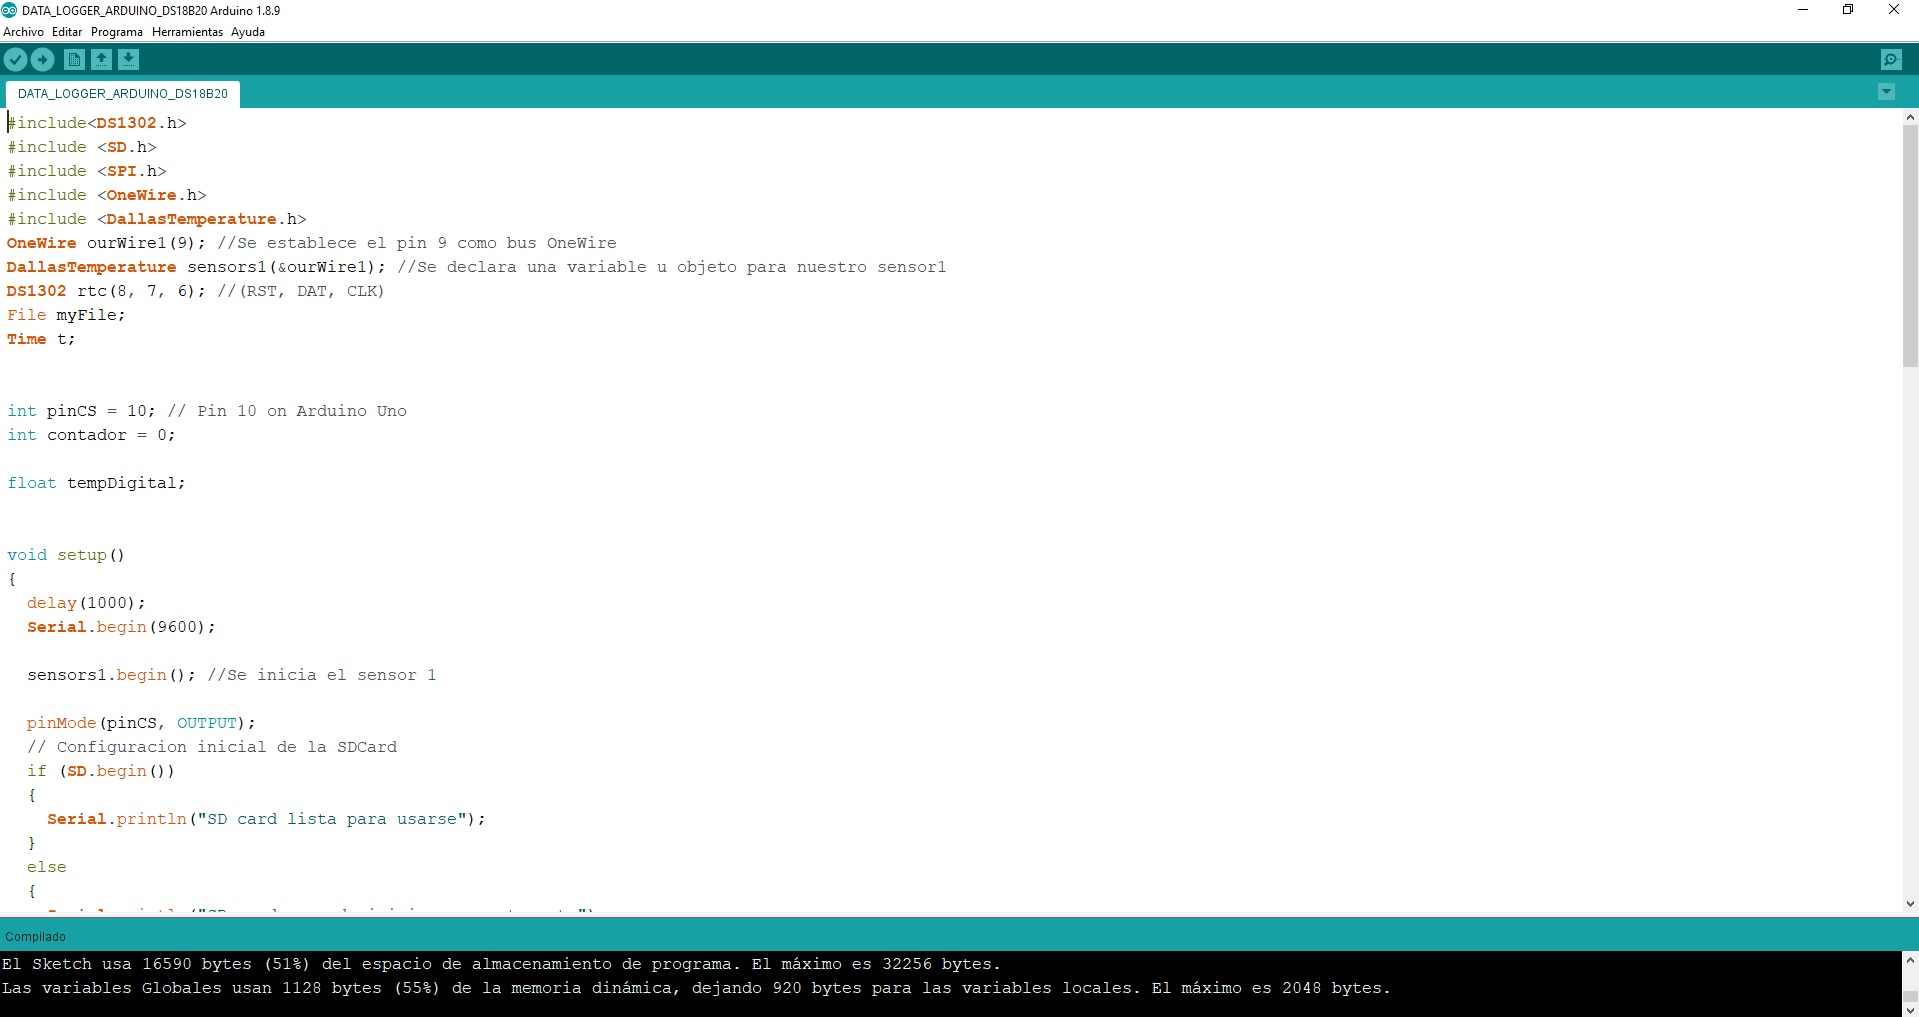 DATA_LOGGER_ARDUINO_DS18B20 Arduino 1.8.9
Archivo Editar Programa Herramientas Ayuda
DATA_LOGGER_ARDUINO_DS18B20
#include<DS1302.h>
#include <SD.h>
#include <SPI.h>
#include <OneWire.h>
#include <DallasTemperature.h>
OneWire ourWire1(9); //Se establece el pin 9 como bus OneWire
DallasTemperature sensors1(&ourWire1); //Se declara una variable u objeto para nuestro sensor1
DS1302 rtc(8, 7, 6); //(RST, DAT, CLK)
File myFile;
Time t;
int pinCS = 10; // Pin 10 on Arduino Uno
int contador = 0;
float tempDigital;
void setup()
{
delay(1000);
Serial.begin(9600);
sensors1.begin(); //Se inicia el sensor 1
pinMode(pinCS, OUTPUT);
// Configuracion inicial de la SDCard
if (SD.begin())
{
Serial.println("SD card lista para usarse");
}
else
{
Compilado
El Sketch usa 16590 bytes (51%) del espacio de almacenamiento de programa. El máximo es 32256 bytes.
Las variables Globales usan 1128 bytes (55%) de la memoria dinámica, dejando 920 bytes para las variables locales. El máximo es 2048 bytes.